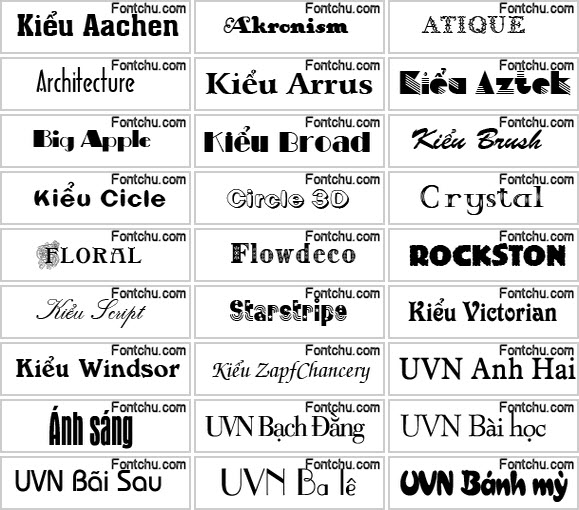 Fontchu.com
Kiểu Aachen
Fontchu.com
Akronism
Fontchu.com
ATIQUE
Fontchu.com
Architecture
Fontchu.com
Kiểu Arrus
Fontchu.com
Kiểu Aztek
Fontchu.com
Big Apple
Fontchu.com
Kiểu Broad
Fontchu.com
Kiểu Brush
Fontchu.com
Kiểu Cicle
Fontchu.com
Circle 3D
Fontchu.com
Crystal
Fontchu.com
FLORAL
Fontchu.com
Flowdeco
Fontchu.com
ROCKSTON
Fontchu.com
Kiểu Script
Fontchu.com
Starstripe
Fontchu.com
Kiểu Victorian
Fontchu.com
Kiểu Windsor
Fontchu.com
Kiểu ZapfChancery
Fontchu.com
UVN Anh Hai
Fontchu.com
Ánh sáng
Fontchu.com
UVN Bạch Đằng
Fontchu.com
UVN Bài học
Fontchu.com
UVN Bãi Sau
Fontchu.com
UVN Ba lê
Fontchu.com
UVN Bánh mỳ